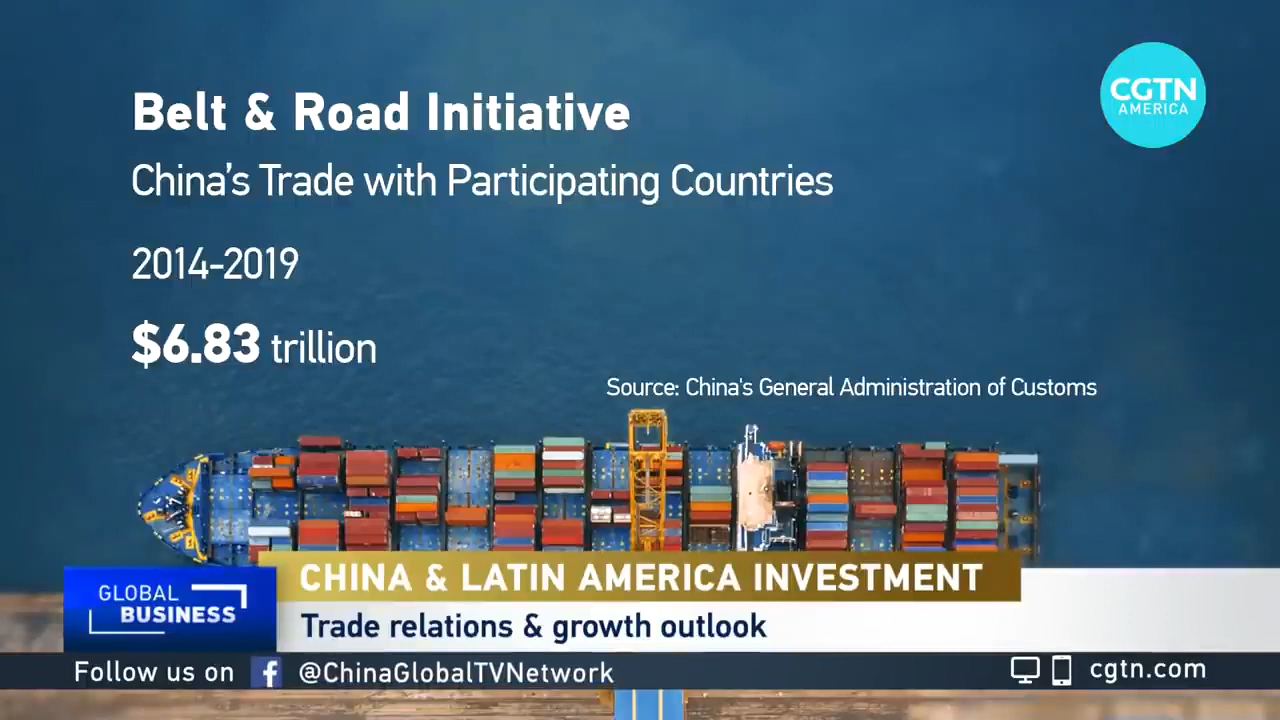 Belt & Road Initiative
CGTN
AMERICA
China's Trade with Participating Countries
2014-2019
$6.83 trillion
Source: China's General Administration of Customs
GLOBAL
BUSINESS
CHINA & LATIN AMERICA INVESTMENT
Trade relations & growth outlook
Follow us on f @ChinaGlobalTVNetwork
cgtn.com